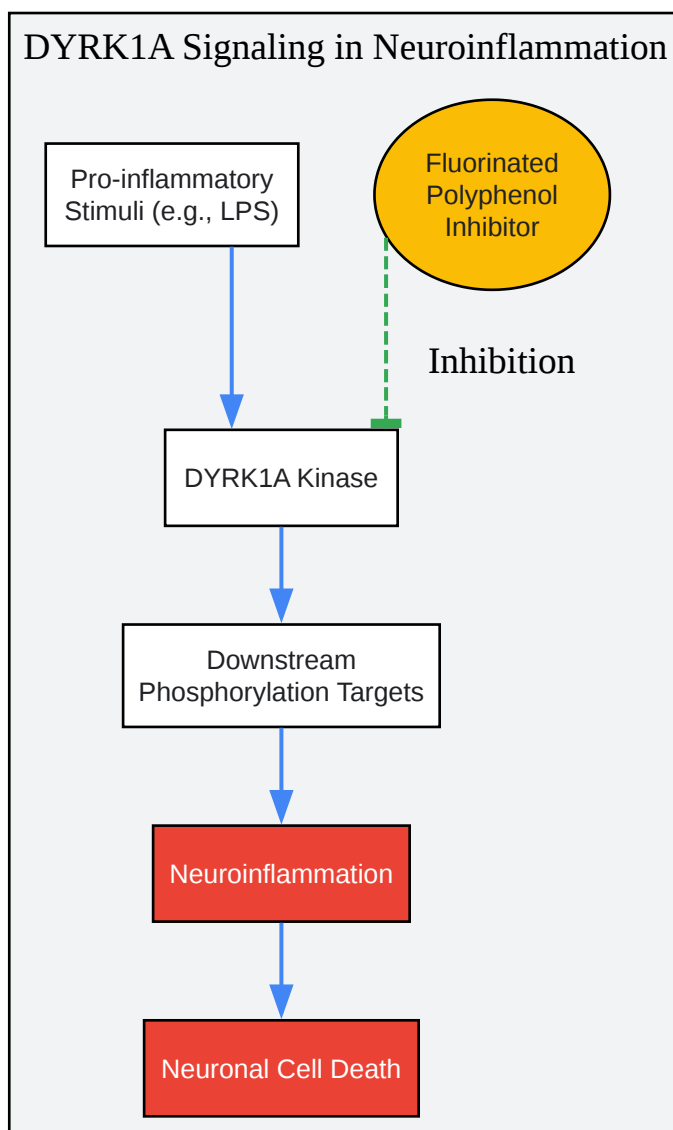 DYRK1A Signaling in Neuroinflammation
Pro-inflammatory
Stimuli (e.g., LPS)
Fluorinated
Polyphenol
Inhibitor
Inhibition
DYRK1A Kinase
Downstream
Phosphorylation Targets
Neuroinflammation
Neuronal Cell Death